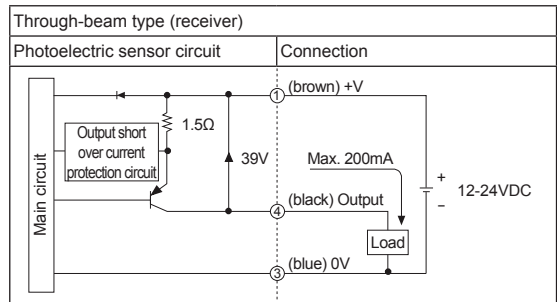 Through-beam type (receiver)
Photoelectric sensor circuit
Connection
① (brown) +V
1.5Ω
Output short
over current
protection circuit
39V
Max. 200mA
+
12-24VDC
−
Main circuit
④ (black) Output
Load
③ (blue) 0V